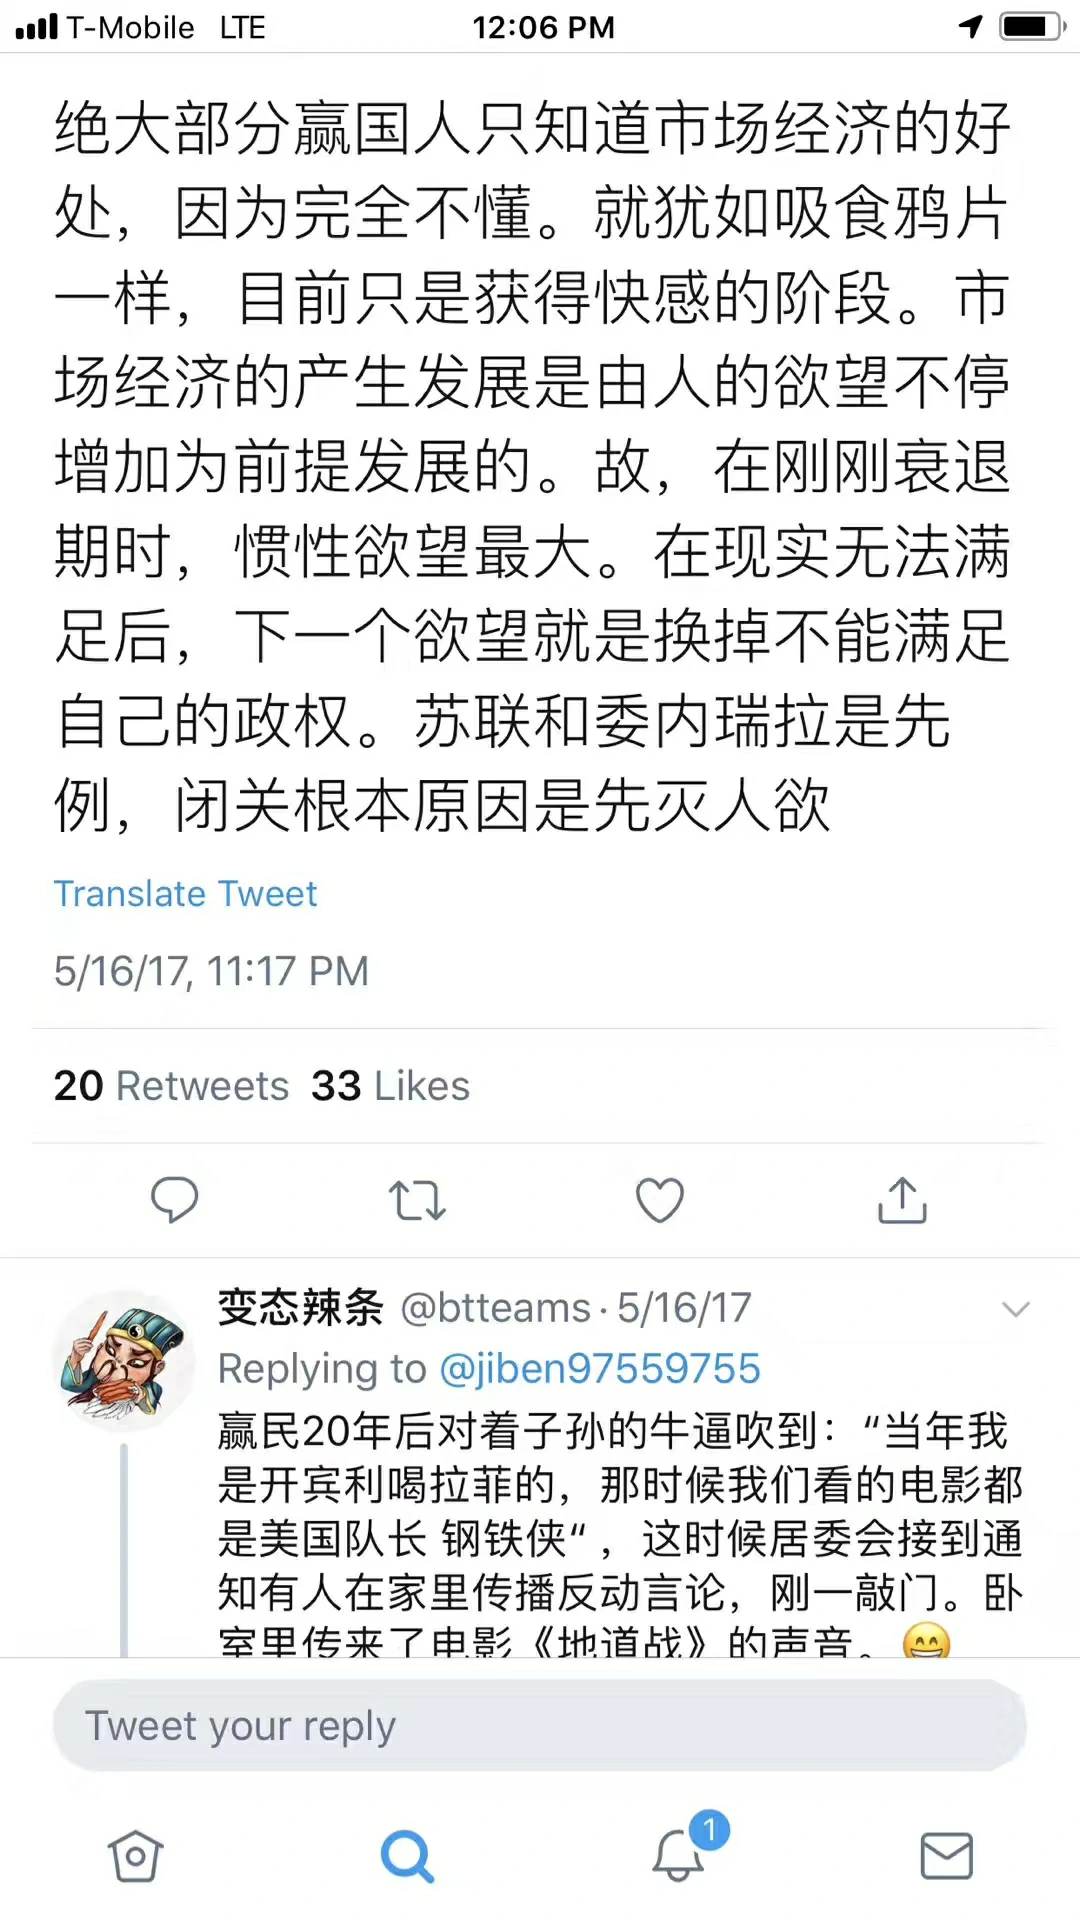 T-Mobile LTE 12:06 PM
绝大部分赢国人只知道市场经济的好
处，因为完全不懂。就犹如吸食鸦片
一样，目前只是获得快感的阶段。市
场经济的产生发展是由人的欲望不停
增加为前提发展的。故，在刚刚衰退
期时，惯性欲望最大。在现实无法满
足后，下一个欲望就是换掉不能满足
自己的政权。苏联和委内瑞拉是先
例，闭关根本原因是先灭人欲
Translate Tweet
5/16/17, 11:17 PM
20 Retweets 33 Likes
变态辣条 @btteams · 5/16/17
Replying to @jiben97559755
赢民20年后对着子孙的牛逼吹到：“当年我
是开宾利喝拉菲的，那时候我们看的电影都
是美国队长 钢铁侠“，这时候居委会接到通
知有人在家里传播反动言论，刚一敲门。卧
室里传来了电影《地道战》的声音。😁
Tweet your reply
1